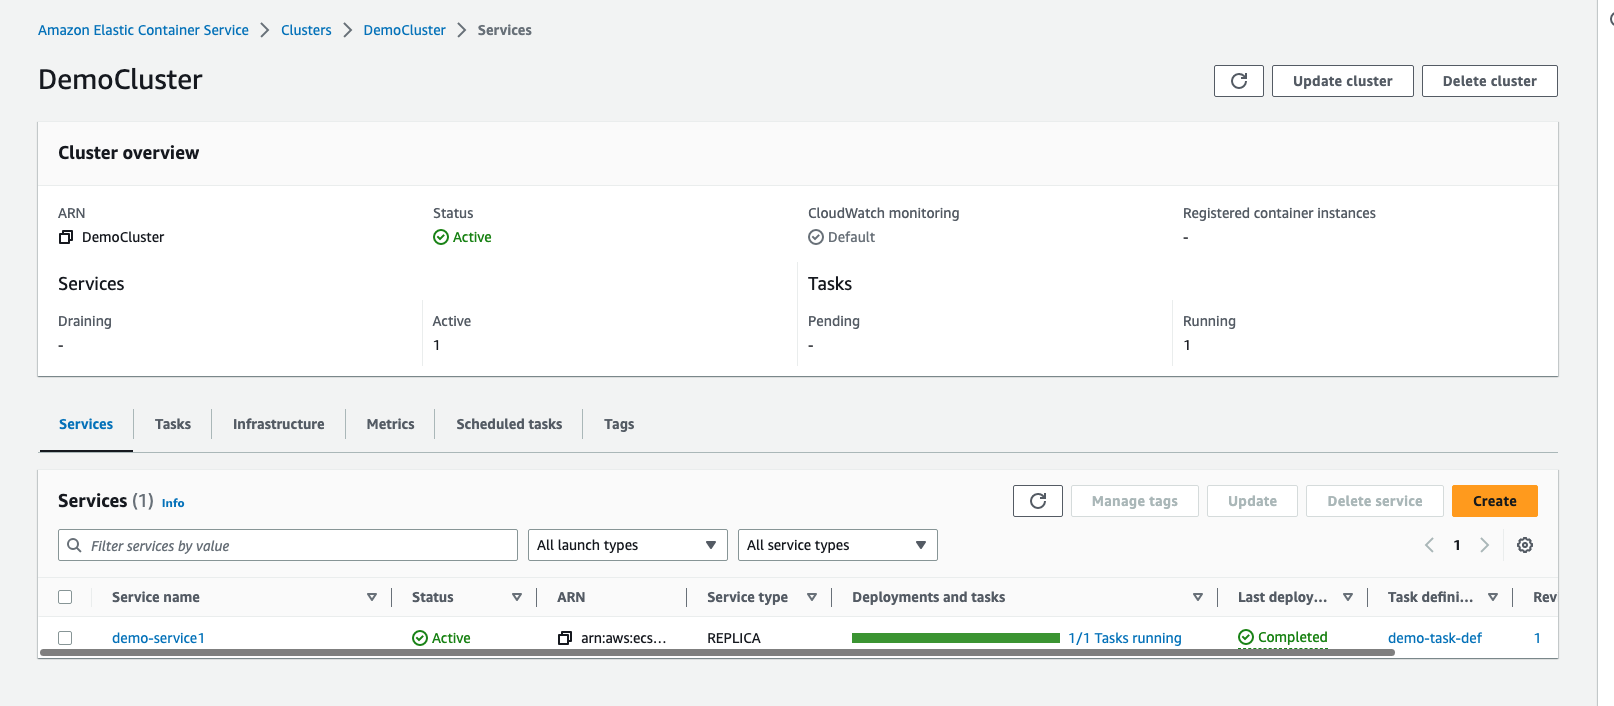 Amazon Elastic Container Service > Clusters > DemoCluster > Services
DemoCluster
Update cluster Delete cluster
Cluster overview
ARN Status CloudWatch monitoring Registered container instances
DemoCluster Active Default -
Services Tasks
Draining Active Pending Running
- 1 - 1
Services Tasks Infrastructure Metrics Scheduled tasks Tags
Services (1) Info Manage tags Update Delete service Create
Filter services by value All launch types All service types 1
Service name Status ARN Service type Deployments and tasks Last deploy... Task defini... Rev
demo-service1 Active arn:aws:ecs... REPLICA 1/1 Tasks running Completed demo-task-def 1